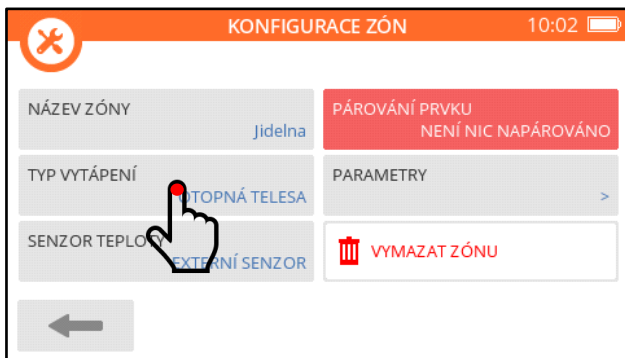 KONFIGURACE ZÓN
10:02
NÁZEV ZÓNY
Jidelna
PÁROVÁNÍ PRVKU
NENÍ NIC NAPÁROVÁNO
TYP VYTÁPENÍ
OTOPNÁ TELESA
PARAMETRY
>
SENZOR TEPLOTY
EXTERNÍ SENZOR
VYMAZAT ZÓNU